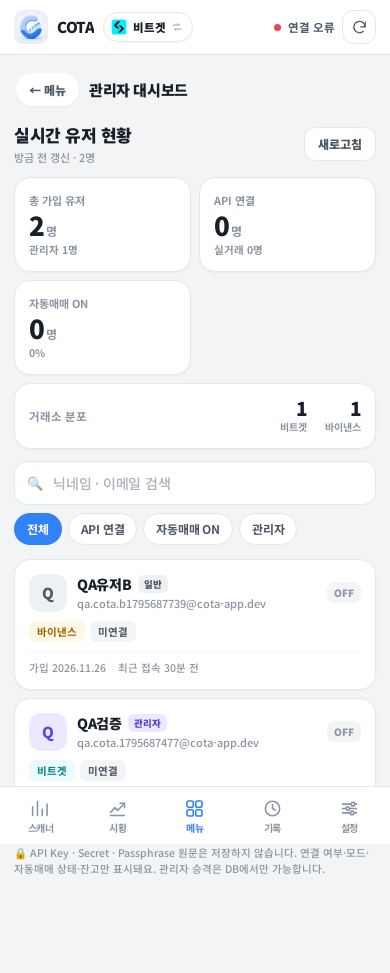 COTA 비트겟 연결 오류
← 메뉴 관리자 대시보드
실시간 유저 현황
방금 전 갱신 · 2명
새로고침
총 가입 유저
2명
관리자 1명
API 연결
0명
실거래 0명
자동매매 ON
0명
0%
거래소 분포
1
비트겟
1
바이낸스
닉네임 · 이메일 검색
전체 API 연결 자동매매 ON 관리자
Q
QA유저B 일반
qa.cota.b1795687739@cota-app.dev
OFF
바이낸스 미연결
가입 2026.11.26 최근 접속 30분 전
Q
QA검증 관리자
qa.cota.1795687477@cota-app.dev
OFF
비트겟 미연결
스캐너 시황 메뉴 기록 설정
🔒 API Key · Secret · Passphrase 원문은 저장하지 않습니다. 연결 여부·모드·
자동매매 상태·잔고만 표시돼요. 관리자 승격은 DB에서만 가능합니다.